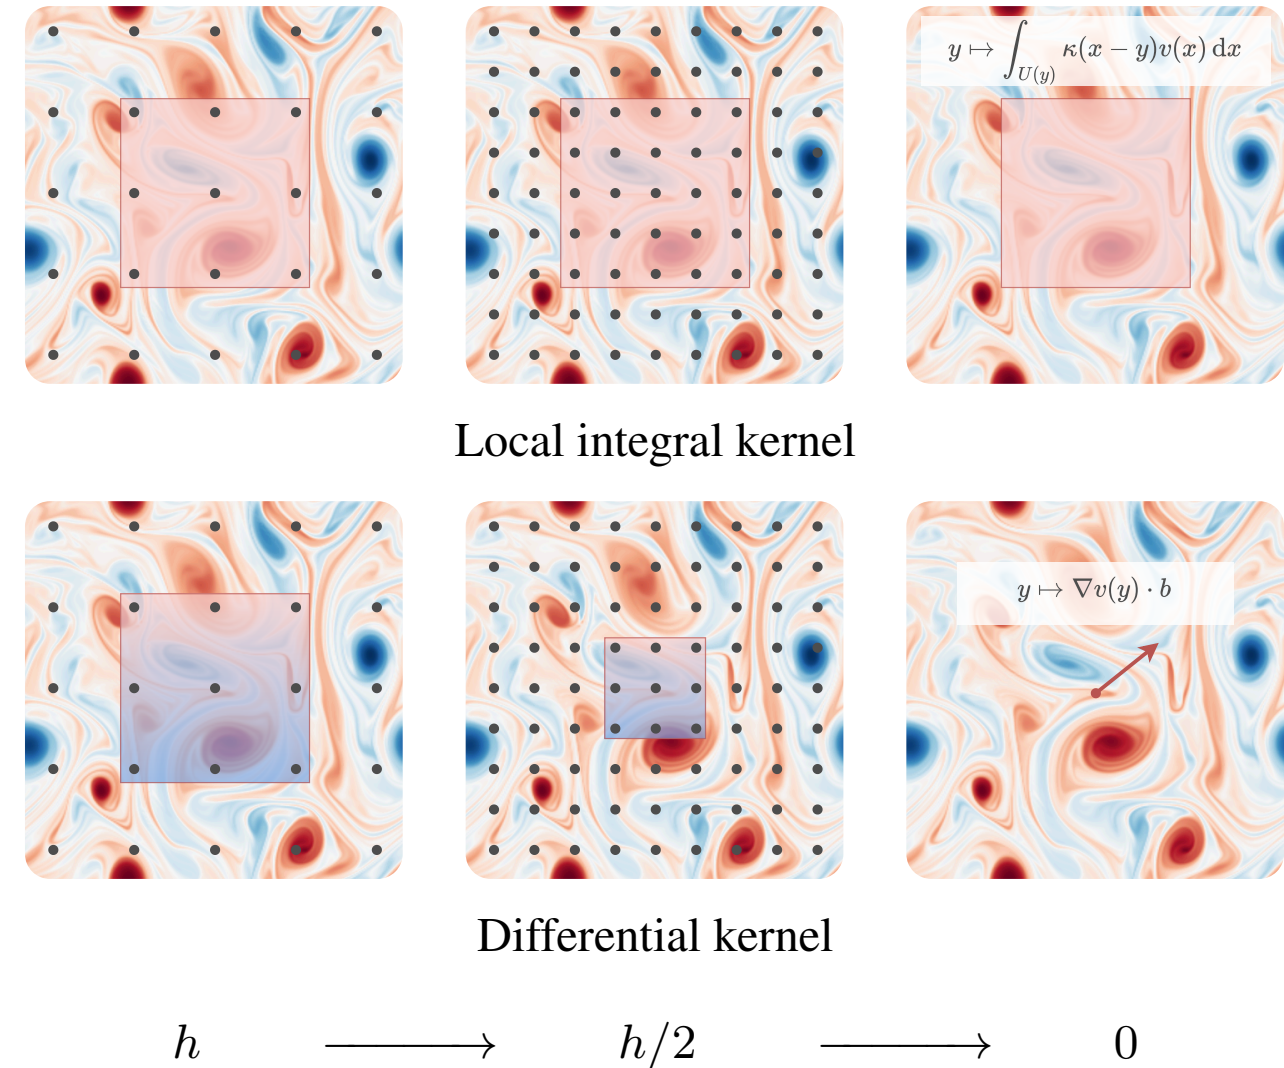 y ↦ ∫_{U(y)} κ(x − y)v(x) dx
Local integral kernel
y ↦ ∇v(y) · b
Differential kernel
h ⟶ h/2 ⟶ 0